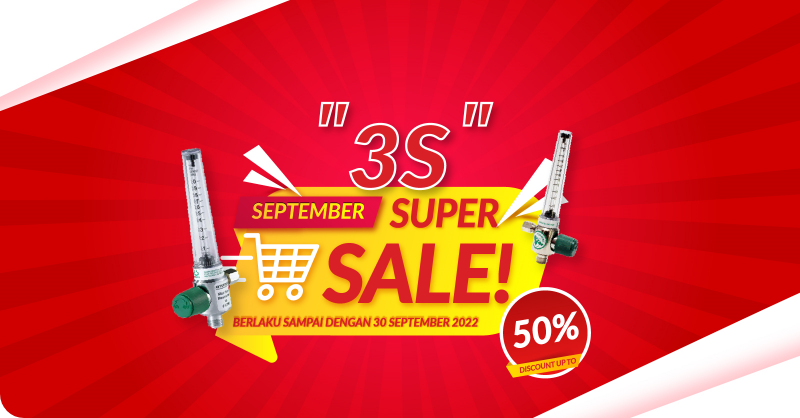 "3S"
SEPTEMBER SUPER
SALE!
BERLAKU SAMPAI DENGAN 30 SEPTEMBER 2022
50%
DISCOUNT UP TO